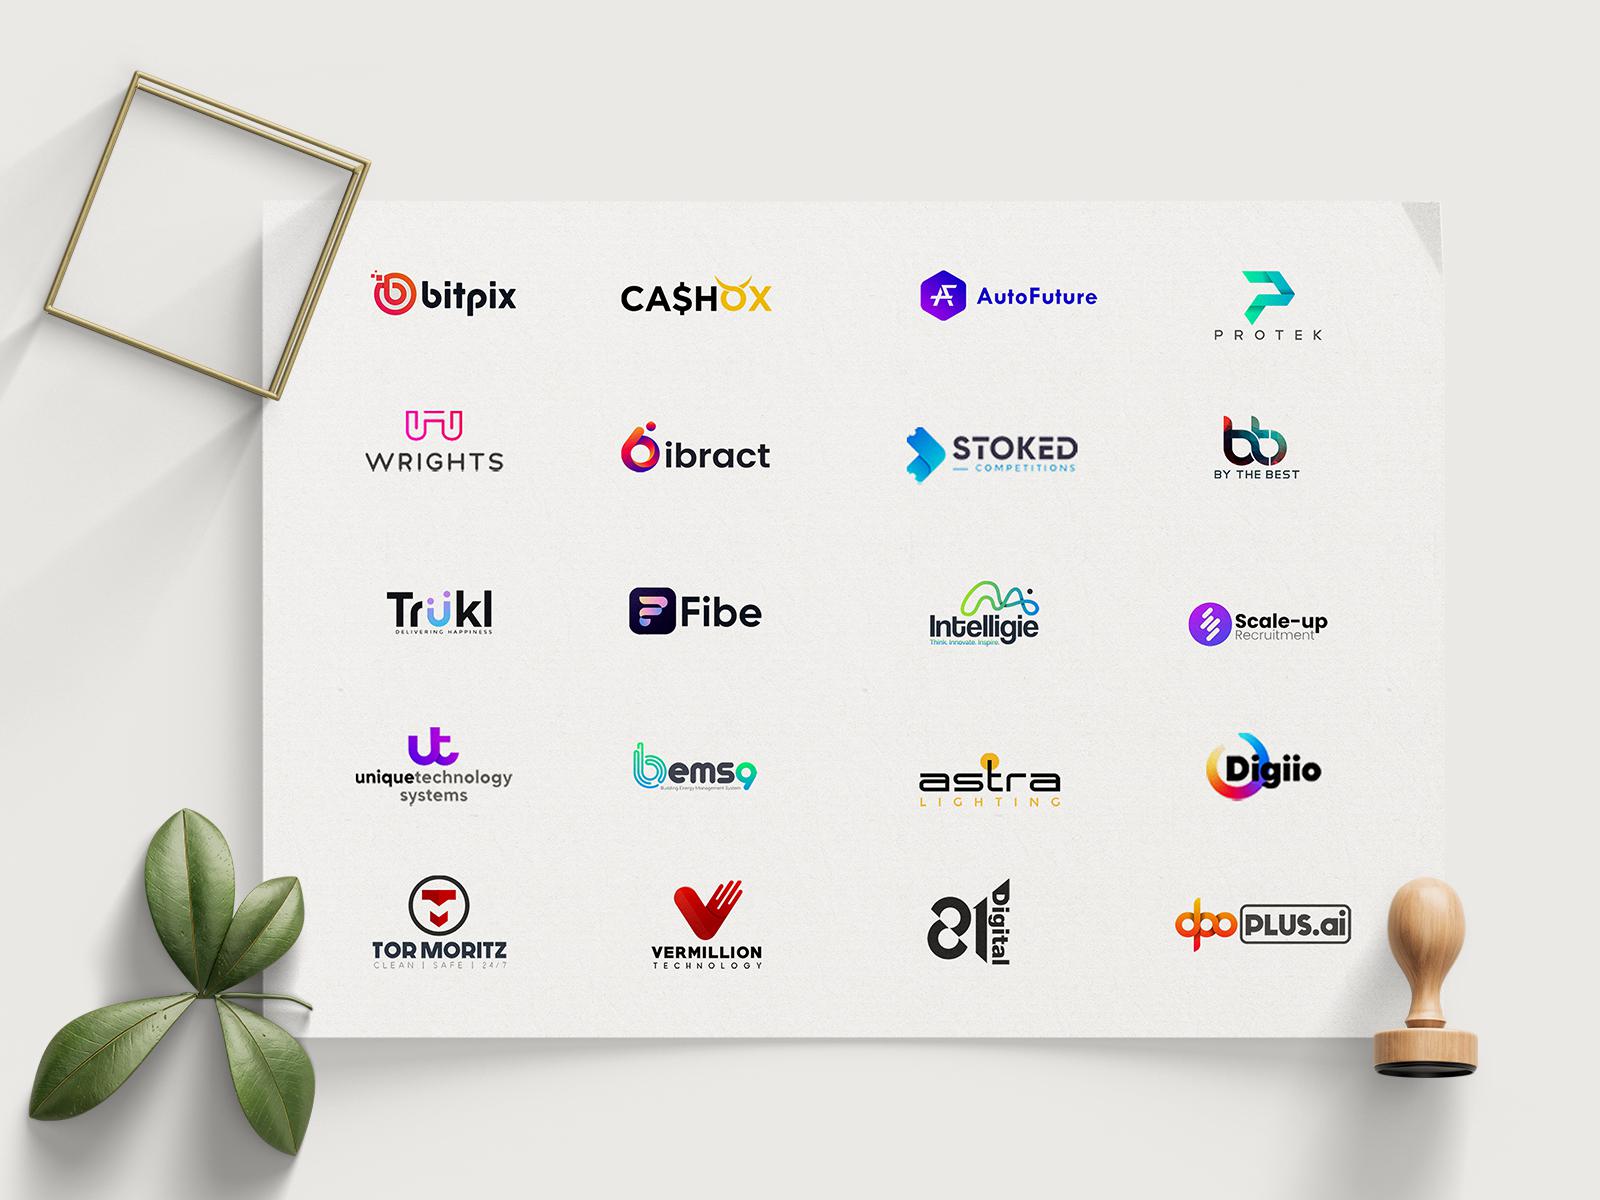 bitpix
CA$HOX
AutoFuture
PROTEK
WRIGHTS
ibract
STOKED
COMPETITIONS
BY THE BEST
Trükl
DELIVERING HAPPINESS
Fibe
Intelligie
Think. Innovate. Inspire.
Scale-up
Recruitment
ut
uniquetechnology
systems
bems9
Building Energy Management System
astra
LIGHTING
Digiio
TOR MORITZ
CLEAN | SAFE | 24/7
VERMILLION
TECHNOLOGY
81 Digital
dpo PLUS.ai